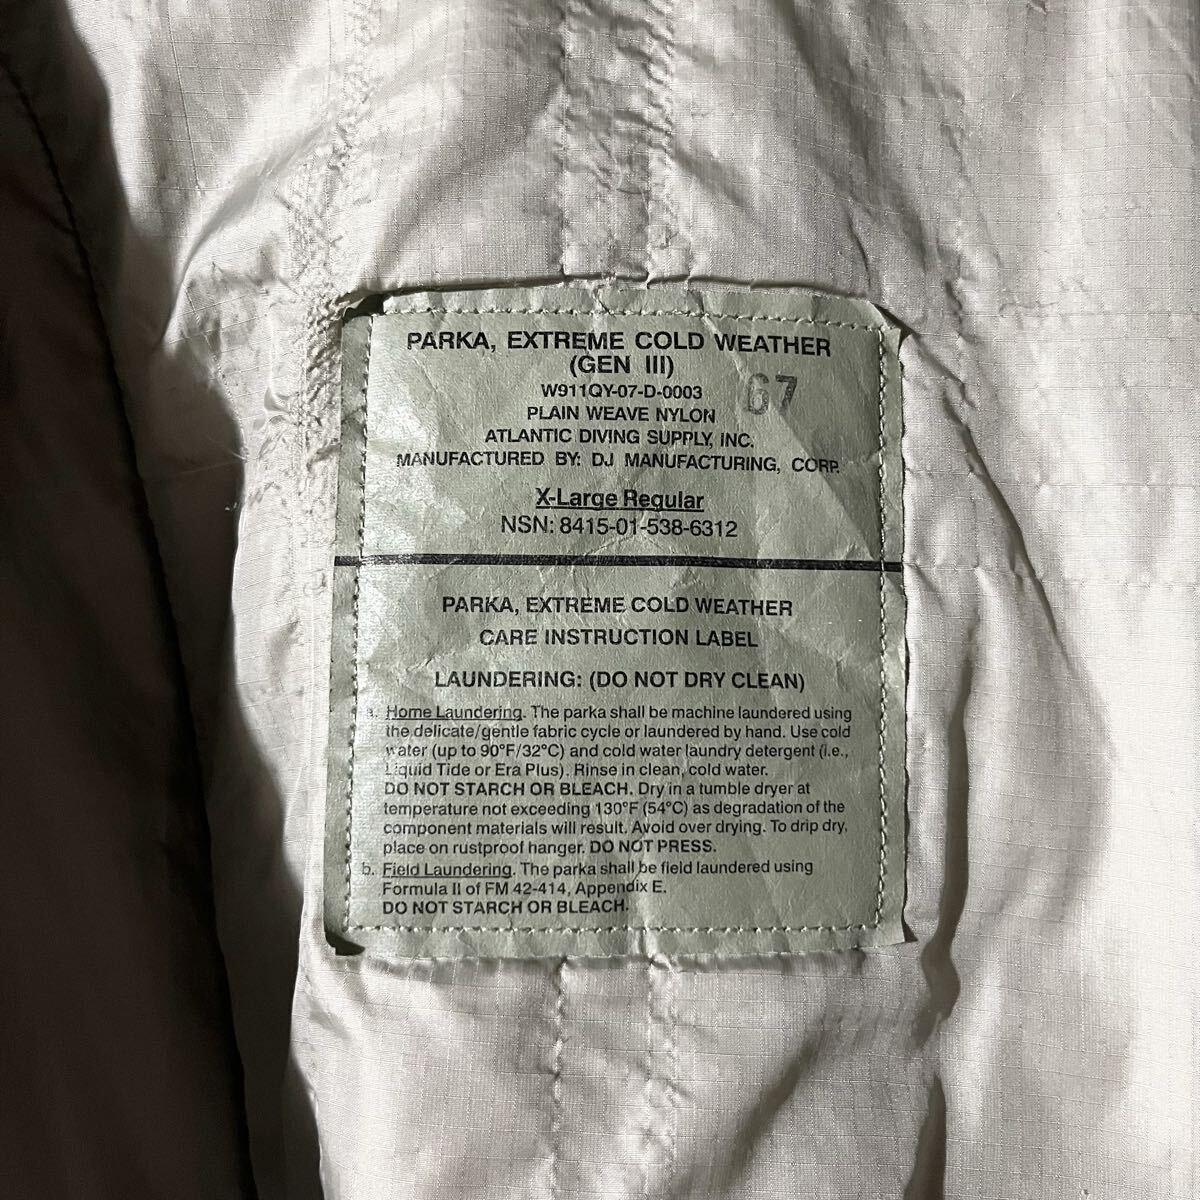 PARKA, EXTREME COLD WEATHER
(GEN III)
W911QY-07-D-0003
67
PLAIN WEAVE NYLON
ATLANTIC DIVING SUPPLY, INC.
MANUFACTURED BY: DJ MANUFACTURING, CORP.
X-Large Regular
NSN: 8415-01-538-6312
PARKA, EXTREME COLD WEATHER
CARE INSTRUCTION LABEL
LAUNDERING: (DO NOT DRY CLEAN)
a. Home Laundering. The parka shall be machine laundered using
the delicate/gentle fabric cycle or laundered by hand. Use cold
water (up to 90°F/32°C) and cold water laundry detergent (i.e.,
Liquid Tide or Era Plus). Rinse in clean, cold water.
DO NOT STARCH OR BLEACH. Dry in a tumble dryer at
temperature not exceeding 130°F (54°C) as degradation of the
component materials will result. Avoid over drying. To drip dry,
place on rustproof hanger. DO NOT PRESS.
b. Field Laundering. The parka shall be field laundered using
Formula II of FM 42-414, Appendix E.
DO NOT STARCH OR BLEACH.